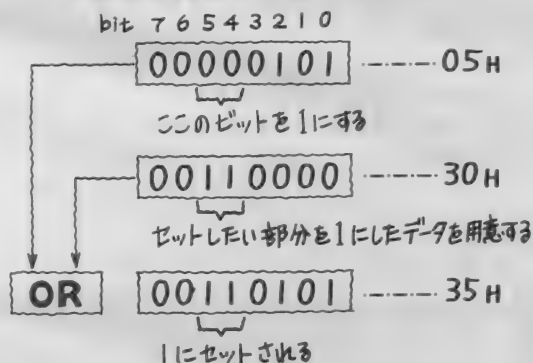 bit 7 6 5 4 3 2 1 0
00000101 05H
ここのビットを1にする
00110000 30H
セットしたい部分を1にしたデータを用意する
OR 00110101 35H
1にセットされる